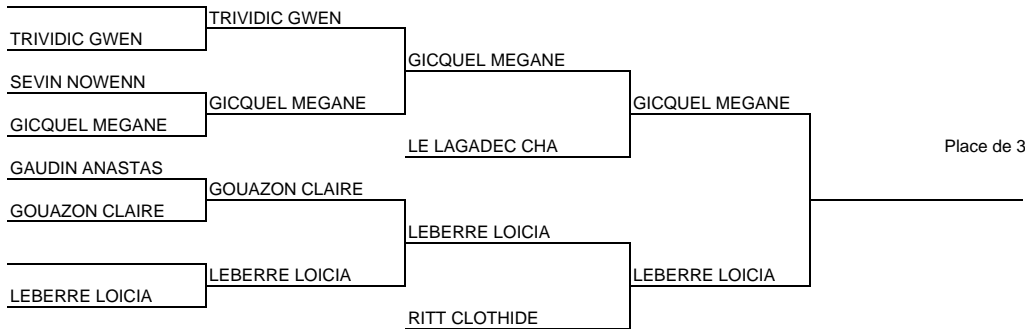 TRIVIDIC GWEN
TRIVIDIC GWEN
SEVIN NOWENN
GICQUEL MEGANE
GICQUEL MEGANE
GICQUEL MEGANE
GICQUEL MEGANE
LE LAGADEC CHA
Place de 3
GAUDIN ANASTAS
GOUAZON CLAIRE
GOUAZON CLAIRE
LEBERRE LOICIA
LEBERRE LOICIA
LEBERRE LOICIA
LEBERRE LOICIA
RITT CLOTHIDE